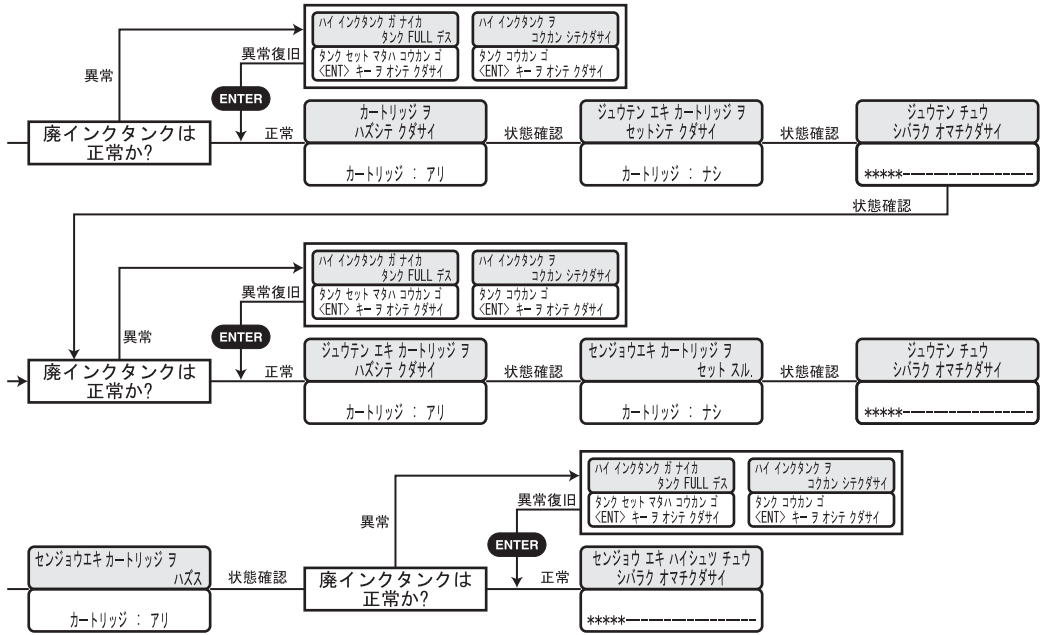 ハイ インクタンク ガ ナイカ
タンク FULL デス
タンク セット マタハ コウカン ゴ
〈ENT〉 キー ヲ オシテ クダサイ
ハイ インクタンク ヲ
コウカン シテクダサイ
タンク コウカン ゴ
〈ENT〉 キー ヲ オシテ クダサイ
異常
異常復旧
ENTER
廃インクタンクは
正常か?
正常
カートリッジ ヲ
ハズシテ クダサイ
カートリッジ : アリ
状態確認
ジュウテン エキ カートリッジ ヲ
セットシテ クダサイ
カートリッジ : ナシ
状態確認
ジュウテン チュウ
シバラク オマチクダサイ
*****-----------------
状態確認
ハイ インクタンク ガ ナイカ
タンク FULL デス
タンク セット マタハ コウカン ゴ
〈ENT〉 キー ヲ オシテ クダサイ
ハイ インクタンク ヲ
コウカン シテクダサイ
タンク コウカン ゴ
〈ENT〉 キー ヲ オシテ クダサイ
異常
異常復旧
ENTER
廃インクタンクは
正常か?
正常
ジュウテン エキ カートリッジ ヲ
ハズシテ クダサイ
カートリッジ : アリ
状態確認
センジョウエキ カートリッジ ヲ
セット スル.
カートリッジ : ナシ
状態確認
ジュウテン チュウ
シバラク オマチクダサイ
*****-----------------
ハイ インクタンク ガ ナイカ
タンク FULL デス
タンク セット マタハ コウカン ゴ
〈ENT〉 キー ヲ オシテ クダサイ
ハイ インクタンク ヲ
コウカン シテクダサイ
タンク コウカン ゴ
〈ENT〉 キー ヲ オシテ クダサイ
異常
異常復旧
ENTER
センジョウエキ カートリッジ ヲ
ハズス
カートリッジ : アリ
状態確認
廃インクタンクは
正常か?
正常
センジョウ エキ ハイシュツ チュウ
シバラク オマチクダサイ
*****-----------------